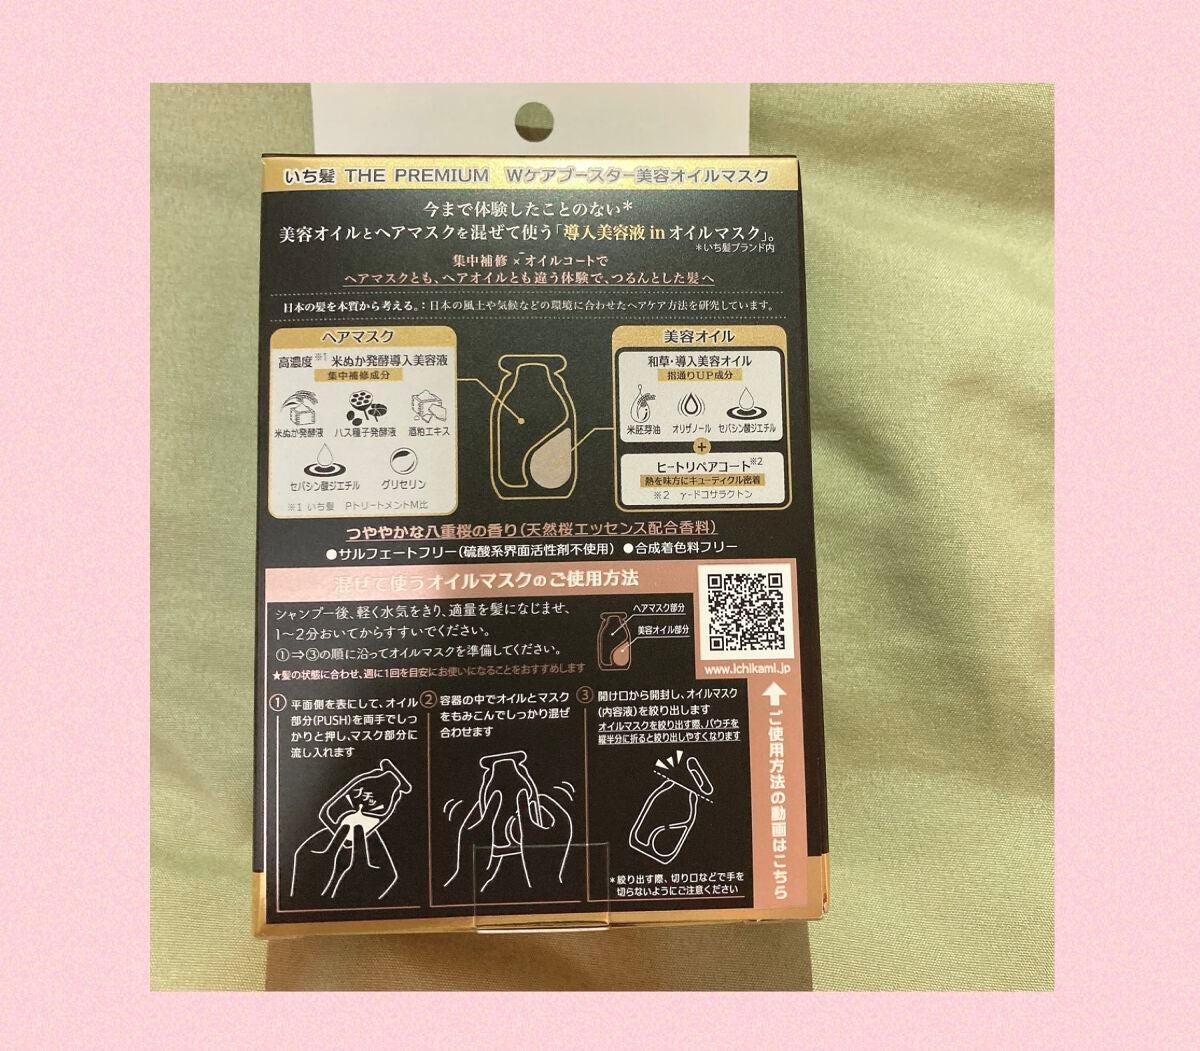 いち髪 THE PREMIUM Wケアブースター美容オイルマスク
今まで体験したことのない*
美容オイルとヘアマスクを混ぜて使う「導入美容液 in オイルマスク」。
*いち髪ブランド内
集中補修×オイルコートで
ヘアマスクとも、ヘアオイルとも違う体験で、つるんとした髪へ
日本の髪を本質から考える。：日本の風土や気候などの環境に合わせたヘアケア方法を研究しています。
ヘアマスク
高濃度※1 米ぬか発酵導入美容液
集中補修成分
米ぬか発酵液 ハス種子発酵液 酒粕エキス
セバシン酸ジエチル グリセリン
※1 いち髪 PトリートメントM比
美容オイル
和草・導入美容オイル
指通りUP成分
米胚芽油 オリザノール セバシン酸ジエチル
+
ヒートリペアコート※2
熱を味方にキューティクル密着
※2 γ-ドコサラクトン
つややかな八重桜の香り（天然桜エッセンス配合香料）
●サルフェートフリー（硫酸系界面活性剤不使用） ●合成着色料フリー
混ぜて使うオイルマスクのご使用方法
シャンプー後、軽く水気をきり、適量を髪になじませ、
1～2分おいてからすすいでください。
①⇒③の順に沿ってオイルマスクを準備してください。
★髪の状態に合わせ、週に1回を目安にお使いになることをおすすめします
ヘアマスク部分
美容オイル部分
www.ichikami.jp
ご使用方法の動画はこちら
① 平面側を表にして、オイル
部分(PUSH)を両手でしっ
かりと押し、マスク部分に
流し入れます
プチッ
② 容器の中でオイルとマスク
をもみこんでしっかり混ぜ
合わせます
③ 開け口から開封し、オイルマスク
(内容液)を絞り出します
オイルマスクを絞り出す際、パウチを
縦半分に折ると絞り出しやすくなります
*絞り出す際、切り口などで手を
切らないようにご注意ください